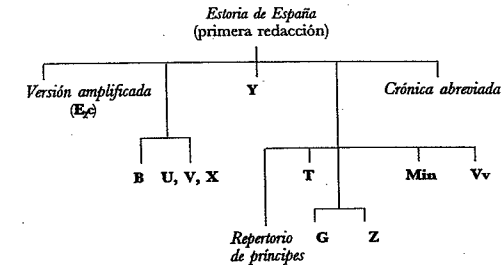 Estoria de España
(primera redacción)
Versión amplificada
(E₂c)
Y
Crónica abreviada
B U, V, X
T
Min
Vv
Repertorio
de príncipes
G
Z